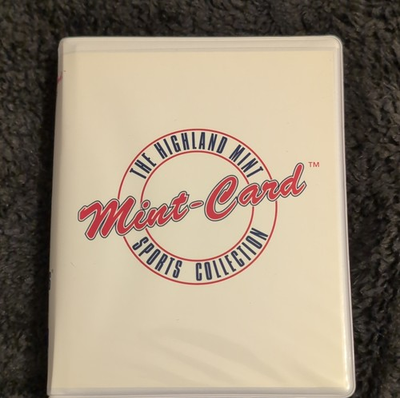 THE HIGHLAND MINT
Mint-Card™
SPORTS COLLECTION